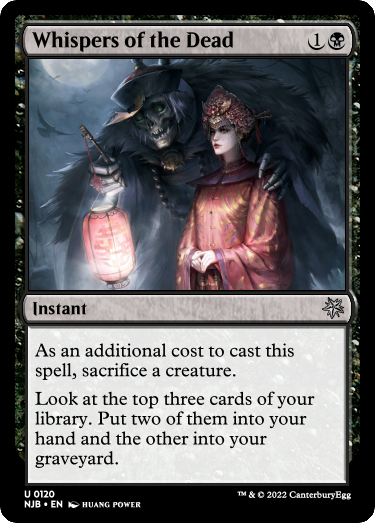 Whispers of the Dead 1
Instant
As an additional cost to cast this
spell, sacrifice a creature.
Look at the top three cards of your
library. Put two of them into your
hand and the other into your
graveyard.
U 0120
NJB • EN HUANG POWER
™ & © 2022 CanterburyEgg